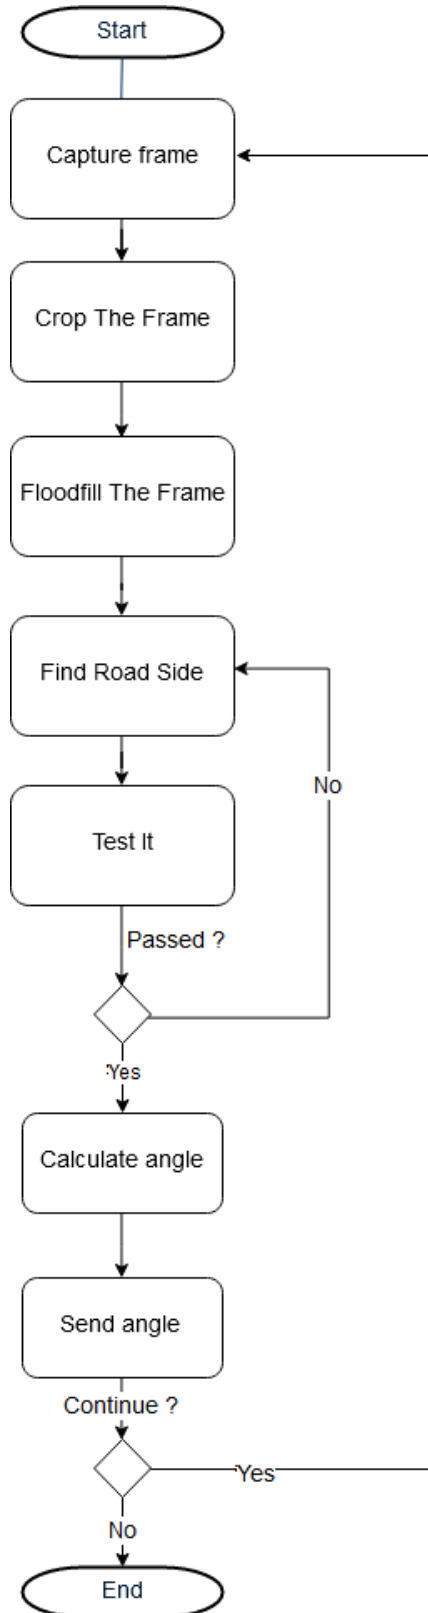 Start
Capture frame
Crop The Frame
Floodfill The Frame
Find Road Side
No
Test It
Passed ?
Yes
Calculate angle
Send angle
Continue ?
Yes
No
End